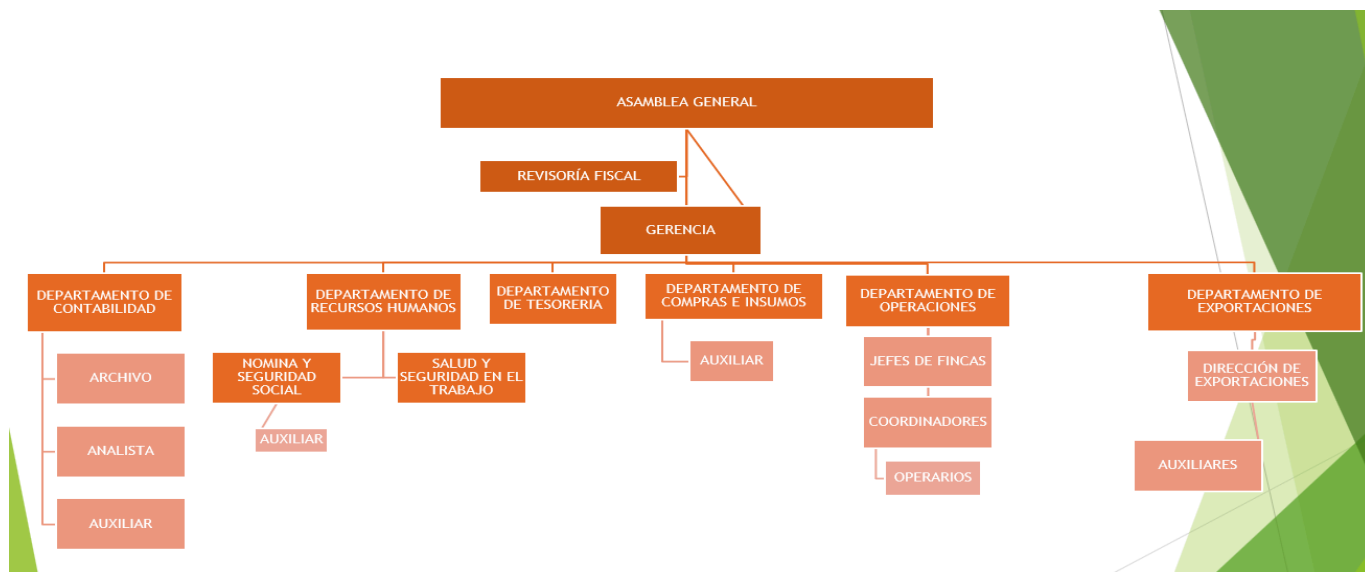 ASAMBLEA GENERAL
REVISORÍA FISCAL
GERENCIA
DEPARTAMENTO DE
CONTABILIDAD
ARCHIVO
ANALISTA
AUXILIAR
DEPARTAMENTO DE
RECURSOS HUMANOS
NOMINA Y
SEGURIDAD
SOCIAL
AUXILIAR
SALUD Y
SEGURIDAD EN EL
TRABAJO
DEPARTAMENTO
DE TESORERIA
DEPARTAMENTO DE
COMPRAS E INSUMOS
AUXILIAR
DEPARTAMENTO DE
OPERACIONES
JEFES DE FINCAS
COORDINADORES
OPERARIOS
DEPARTAMENTO DE
EXPORTACIONES
DIRECCIÓN DE
EXPORTACIONES
AUXILIARES